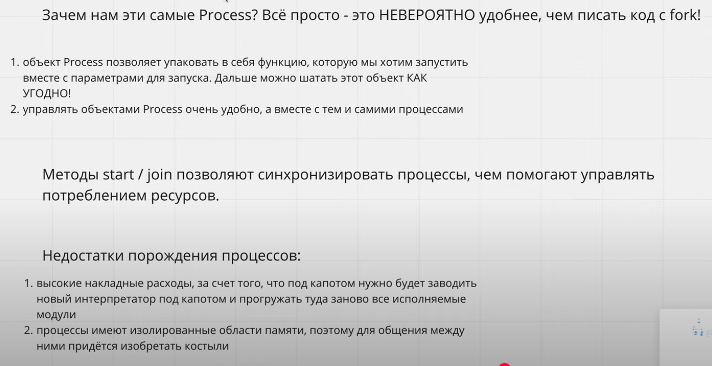 Зачем нам эти самые Process? Всё просто - это НЕВЕРОЯТНО удобнее, чем писать код с fork!
1. объект Process позволяет упаковать в себя функцию, которую мы хотим запустить
вместе с параметрами для запуска. Дальше можно шатать этот объект КАК
УГОДНО!
2. управлять объектами Process очень удобно, а вместе с тем и самими процессами
Методы start / join позволяют синхронизировать процессы, чем помогают управлять
потреблением ресурсов.
Недостатки порождения процессов:
1. высокие накладные расходы, за счет того, что под капотом нужно будет заводить
новый интерпретатор под капотом и прогружать туда заново все исполняемые
модули
2. процессы имеют изолированные области памяти, поэтому для общения между
ними придётся изобретать костыли